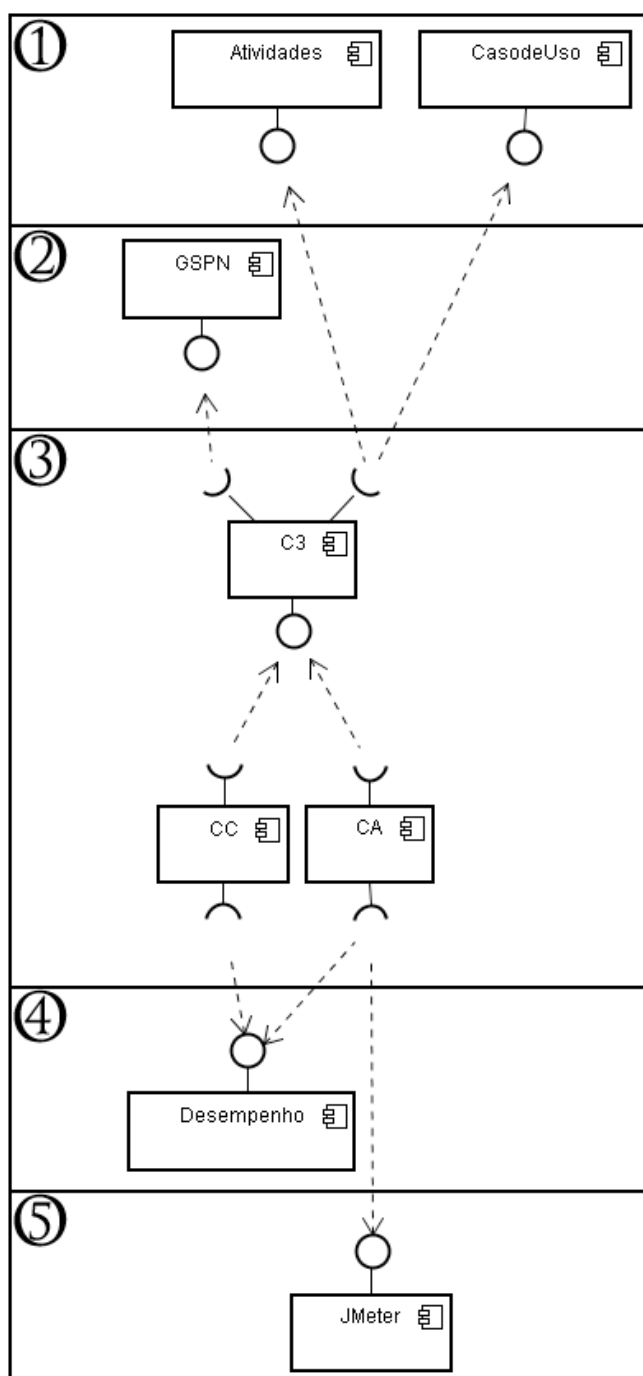 1
Atividades
CasodeUso
2
GSPN
3
C3
CC
CA
4
Desempenho
5
JMeter